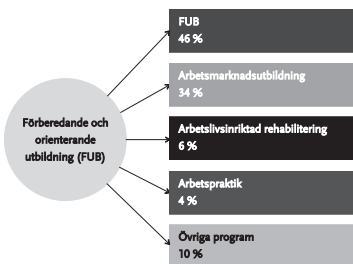 Förberedande och
orienterande
utbildning (FUB)
FUB
46 %
Arbetsmarknadsutbildning
34 %
Arbetslivsinriktad rehabilitering
6 %
Arbetspraktik
4 %
Övriga program
10 %